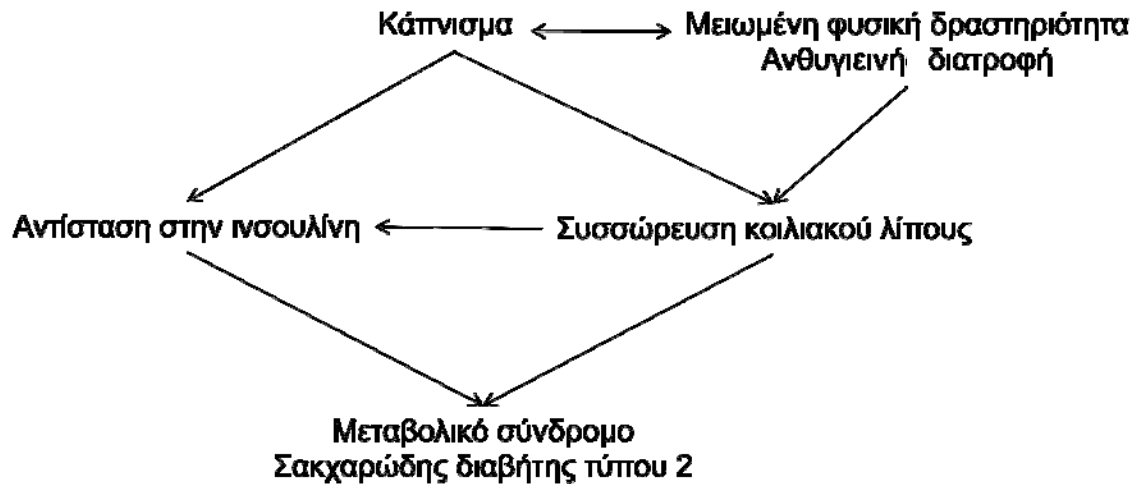 Κάπνισμα
Μειωμένη φυσική δραστηριότητα
Ανθυγιεινή διατροφή
Αντίσταση στην ινσουλίνη
Συσσώρευση κοιλιακού λίπους
Μεταβολικό σύνδρομο
Σακχαρώδης διαβήτης τύπου 2